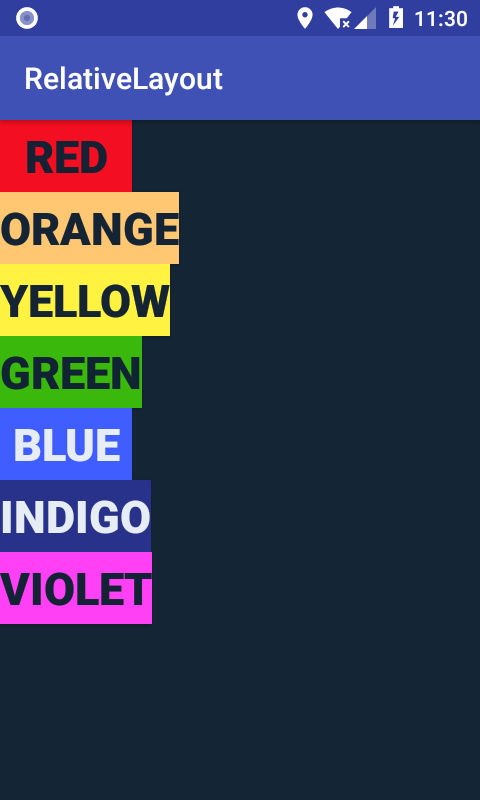 11:30
RelativeLayout
RED
ORANGE
YELLOW
GREEN
BLUE
INDIGO
VIOLET